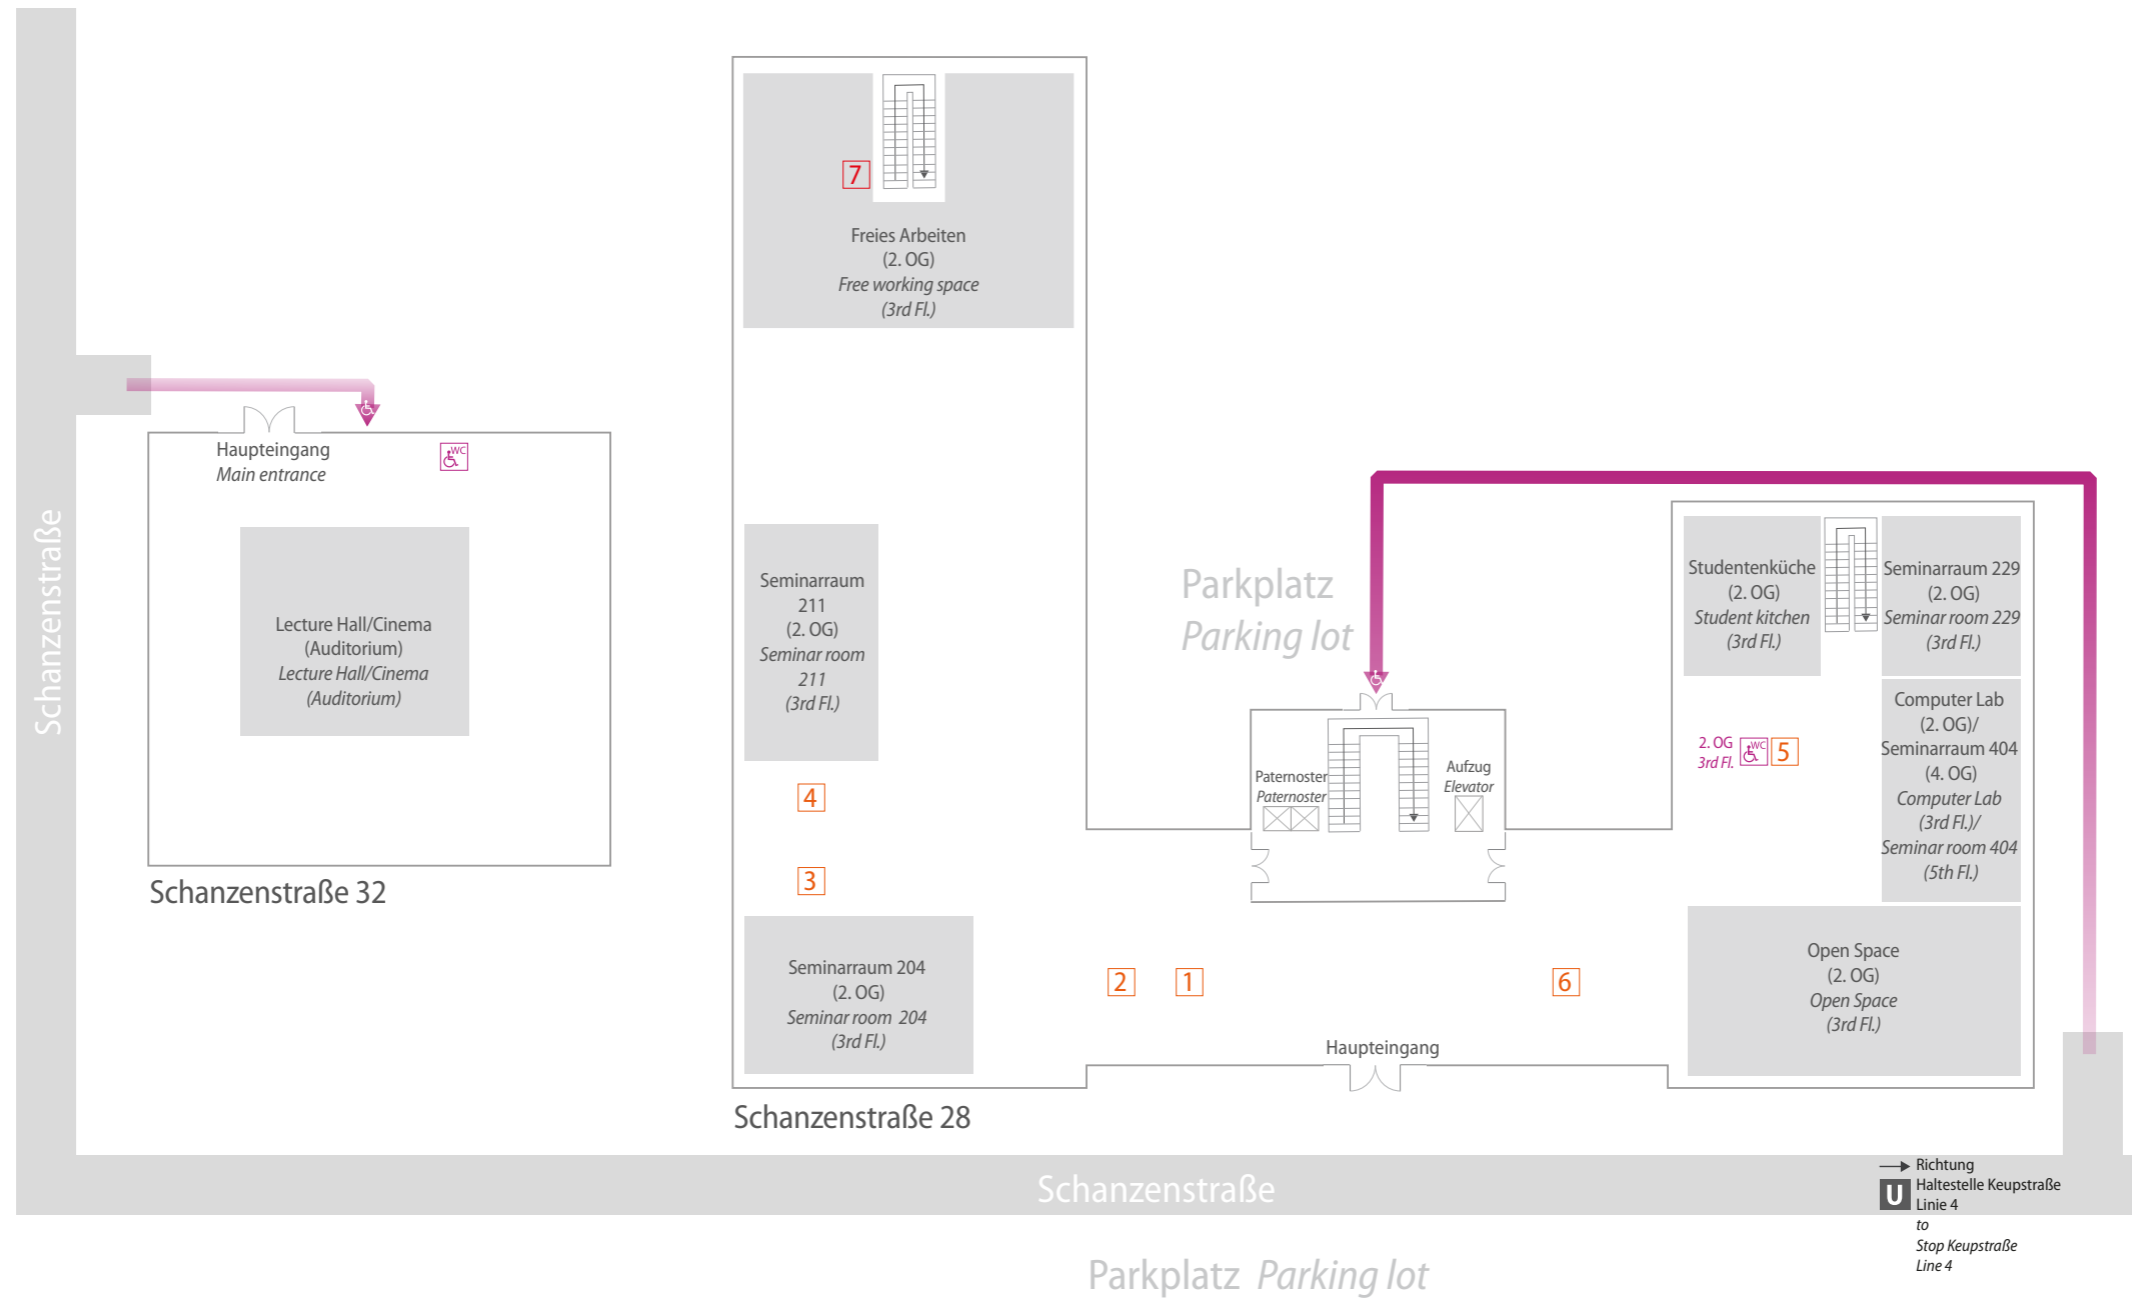 7
Freies Arbeiten
(2. OG)
Free working space
(3rd Fl.)
Haupteingang
Main entrance
WC
Lecture Hall/Cinema
(Auditorium)
Lecture Hall/Cinema
(Auditorium)
Schanzenstraße
Schanzenstraße 32
Seminarraum
211
(2. OG)
Seminar room
211
(3rd Fl.)
4
3
Seminarraum 204
(2. OG)
Seminar room 204
(3rd Fl.)
Parkplatz
Parking lot
Paternoster
Paternoster
Aufzug
Elevator
2
1
6
Haupteingang
Studentenküche
(2. OG)
Student kitchen
(3rd Fl.)
Seminarraum 229
(2. OG)
Seminar room 229
(3rd Fl.)
2. OG
3rd Fl.
WC
5
Computer Lab
(2. OG)/
Seminarraum 404
(4. OG)
Computer Lab
(3rd Fl.)/
Seminar room 404
(5th Fl.)
Open Space
(2. OG)
Open Space
(3rd Fl.)
Schanzenstraße 28
Schanzenstraße
Richtung
U Haltestelle Keupstraße
Linie 4
to
Stop Keupstraße
Line 4
Parkplatz Parking lot